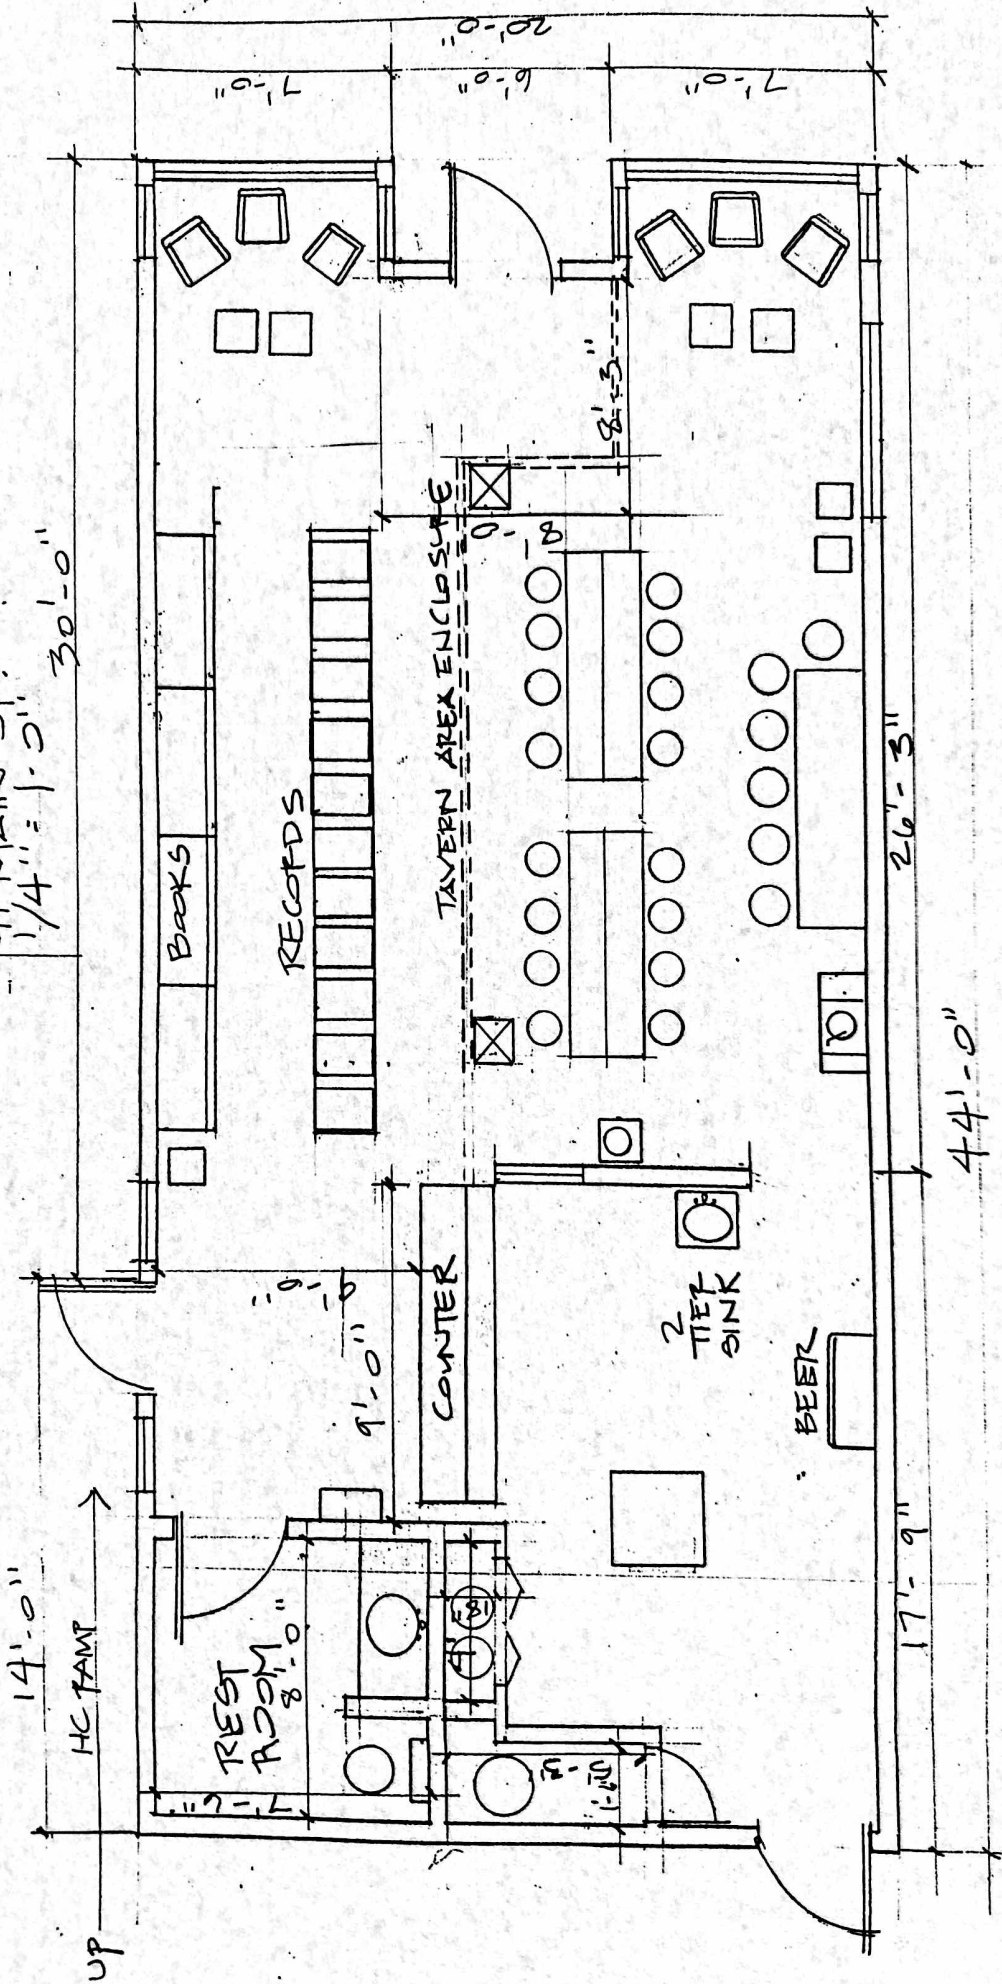 1/4" = 1'-0"
30'-0"
14'-0"
HC RAMP
UP
7'-0"
6'-0"
7'-0"
20'-0"
BOOKS
RECORDS
TAVERN AREA ENCLOSURE
8'-3"
8'-0
9'-0"
COUNTER
REST
ROOM
8'-0"
7'-6"
18"
2
TIER
SINK
BEER
26'-3"
17'-9"
44'-0"